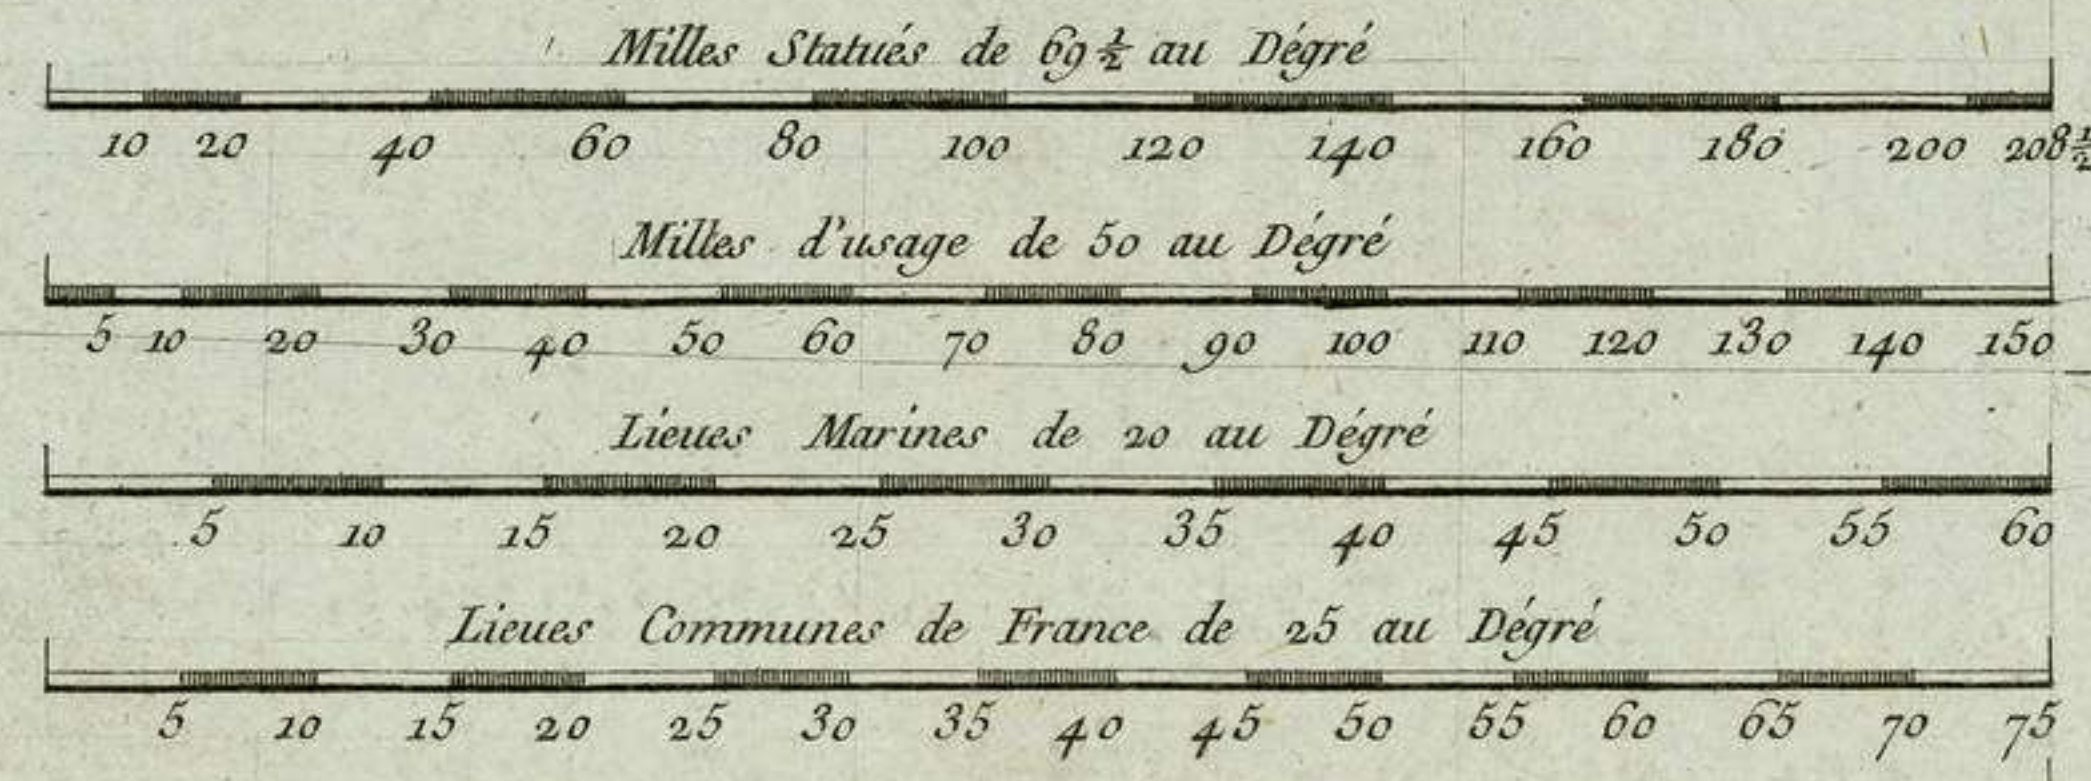 Milles Statués de 69½ au Dégré
10 20 40 60 80 100 120 140 160 180 200 208½
Milles d'usage de 50 au Dégré
5 10 20 30 40 50 60 70 80 90 100 110 120 130 140 150
Lieues Marines de 20 au Dégré
5 10 15 20 25 30 35 40 45 50 55 60
Lieues Communes de France de 25 au Dégré
5 10 15 20 25 30 35 40 45 50 55 60 65 70 75